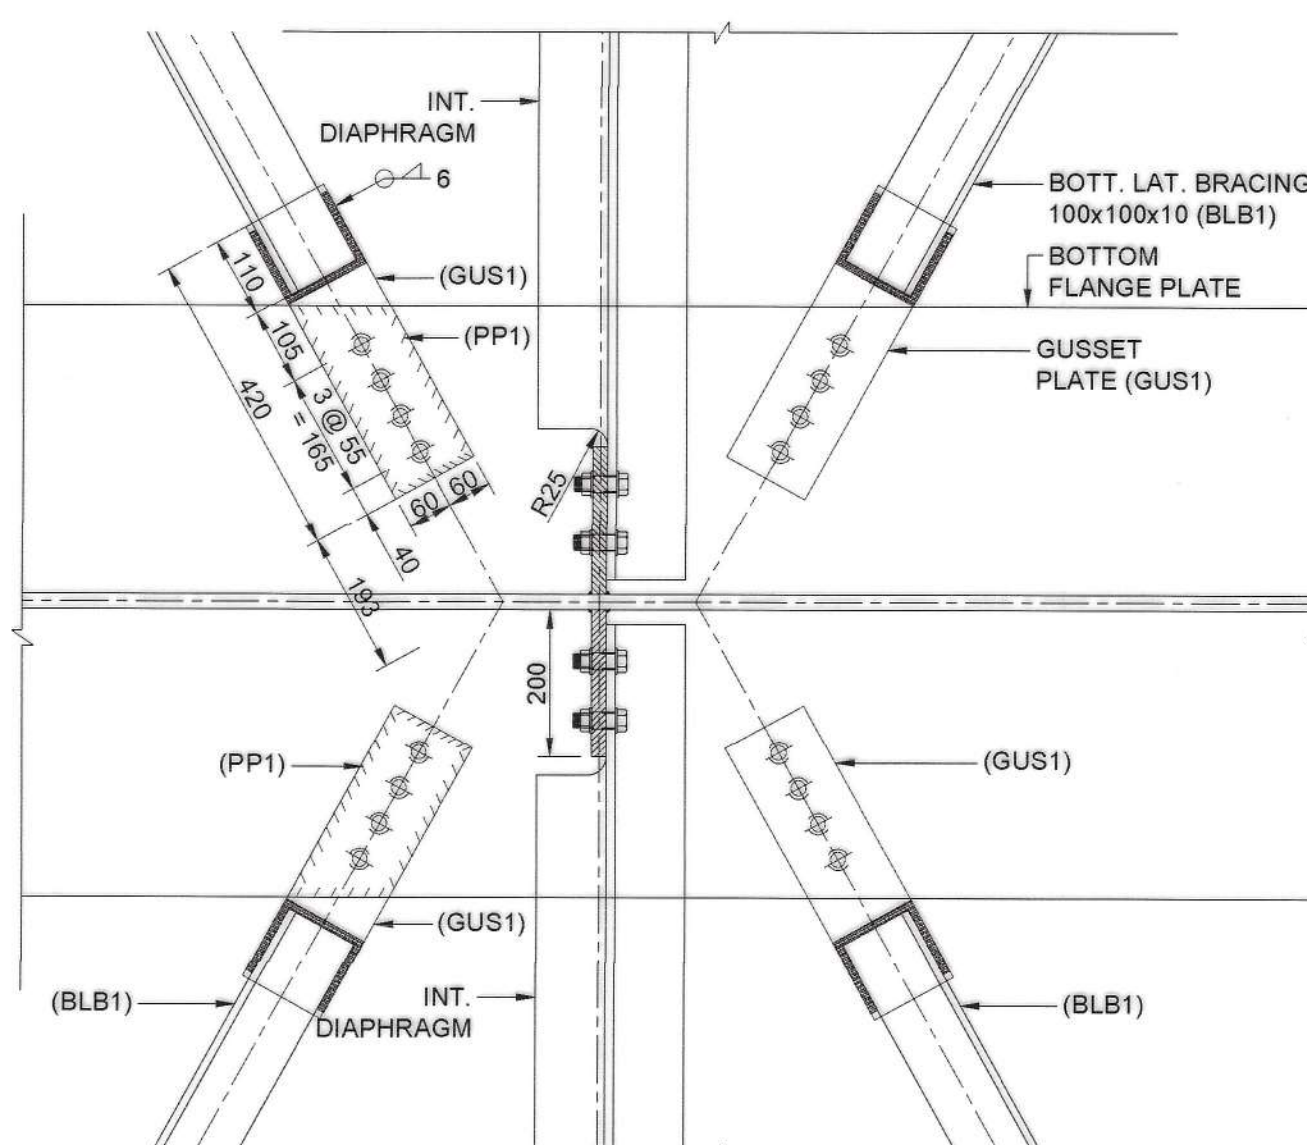 INT.
DIAPHRAGM
6
BOTT. LAT. BRACING
100x100x10 (BLB1)
(GUS1)
BOTTOM
FLANGE PLATE
110
(PP1)
105
GUSSET
PLATE (GUS1)
420
3 @ 55
= 165
R25
60
60
40
193
200
(PP1)
(GUS1)
(GUS1)
(BLB1)
INT.
DIAPHRAGM
(BLB1)